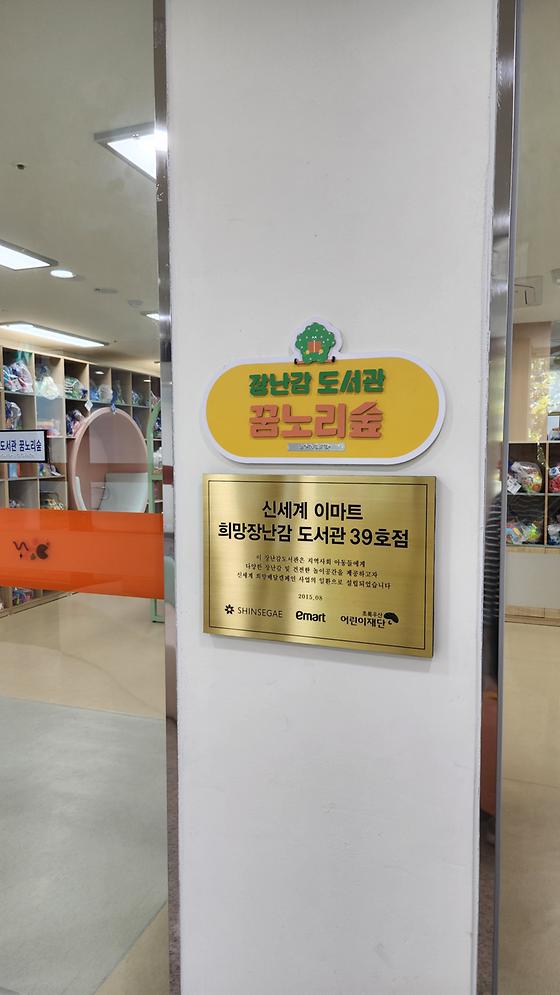 장난감 도서관
꿈노리숲
도서관 꿈노리숲
신세계 이마트
희망장난감 도서관 39호점
이 장난감도서관은 지역사회 아동들에게
다양한 장난감 및 건전한 놀이공간을 제공하고자
신세계 희망배달캠페인 사업의 일환으로 설립되었습니다
2015.08
SHINSEGAE
emart
초록우산
어린이재단